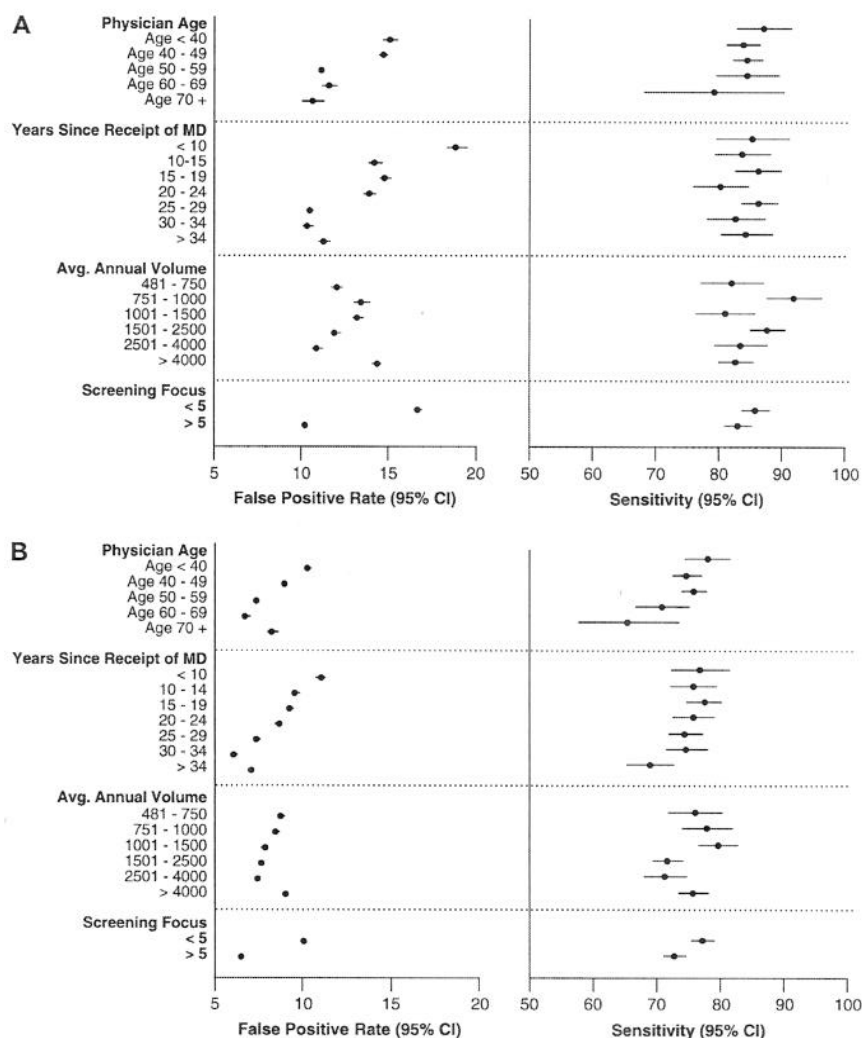 A
Physician Age
Age < 40
Age 40 - 49
Age 50 - 59
Age 60 - 69
Age 70 +
Years Since Receipt of MD
< 10
10-15
15 - 19
20 - 24
25 - 29
30 - 34
> 34
Avg. Annual Volume
481 - 750
751 - 1000
1001 - 1500
1501 - 2500
2501 - 4000
> 4000
Screening Focus
< 5
> 5
5 10 15 20 50 60 70 80 90 100
False Positive Rate (95% CI) Sensitivity (95% CI)
B
Physician Age
Age < 40
Age 40 - 49
Age 50 - 59
Age 60 - 69
Age 70 +
Years Since Receipt of MD
< 10
10 - 14
15 - 19
20 - 24
25 - 29
30 - 34
> 34
Avg. Annual Volume
481 - 750
751 - 1000
1001 - 1500
1501 - 2500
2501 - 4000
> 4000
Screening Focus
< 5
> 5
5 10 15 20 50 60 70 80 90 100
False Positive Rate (95% CI) Sensitivity (95% CI)